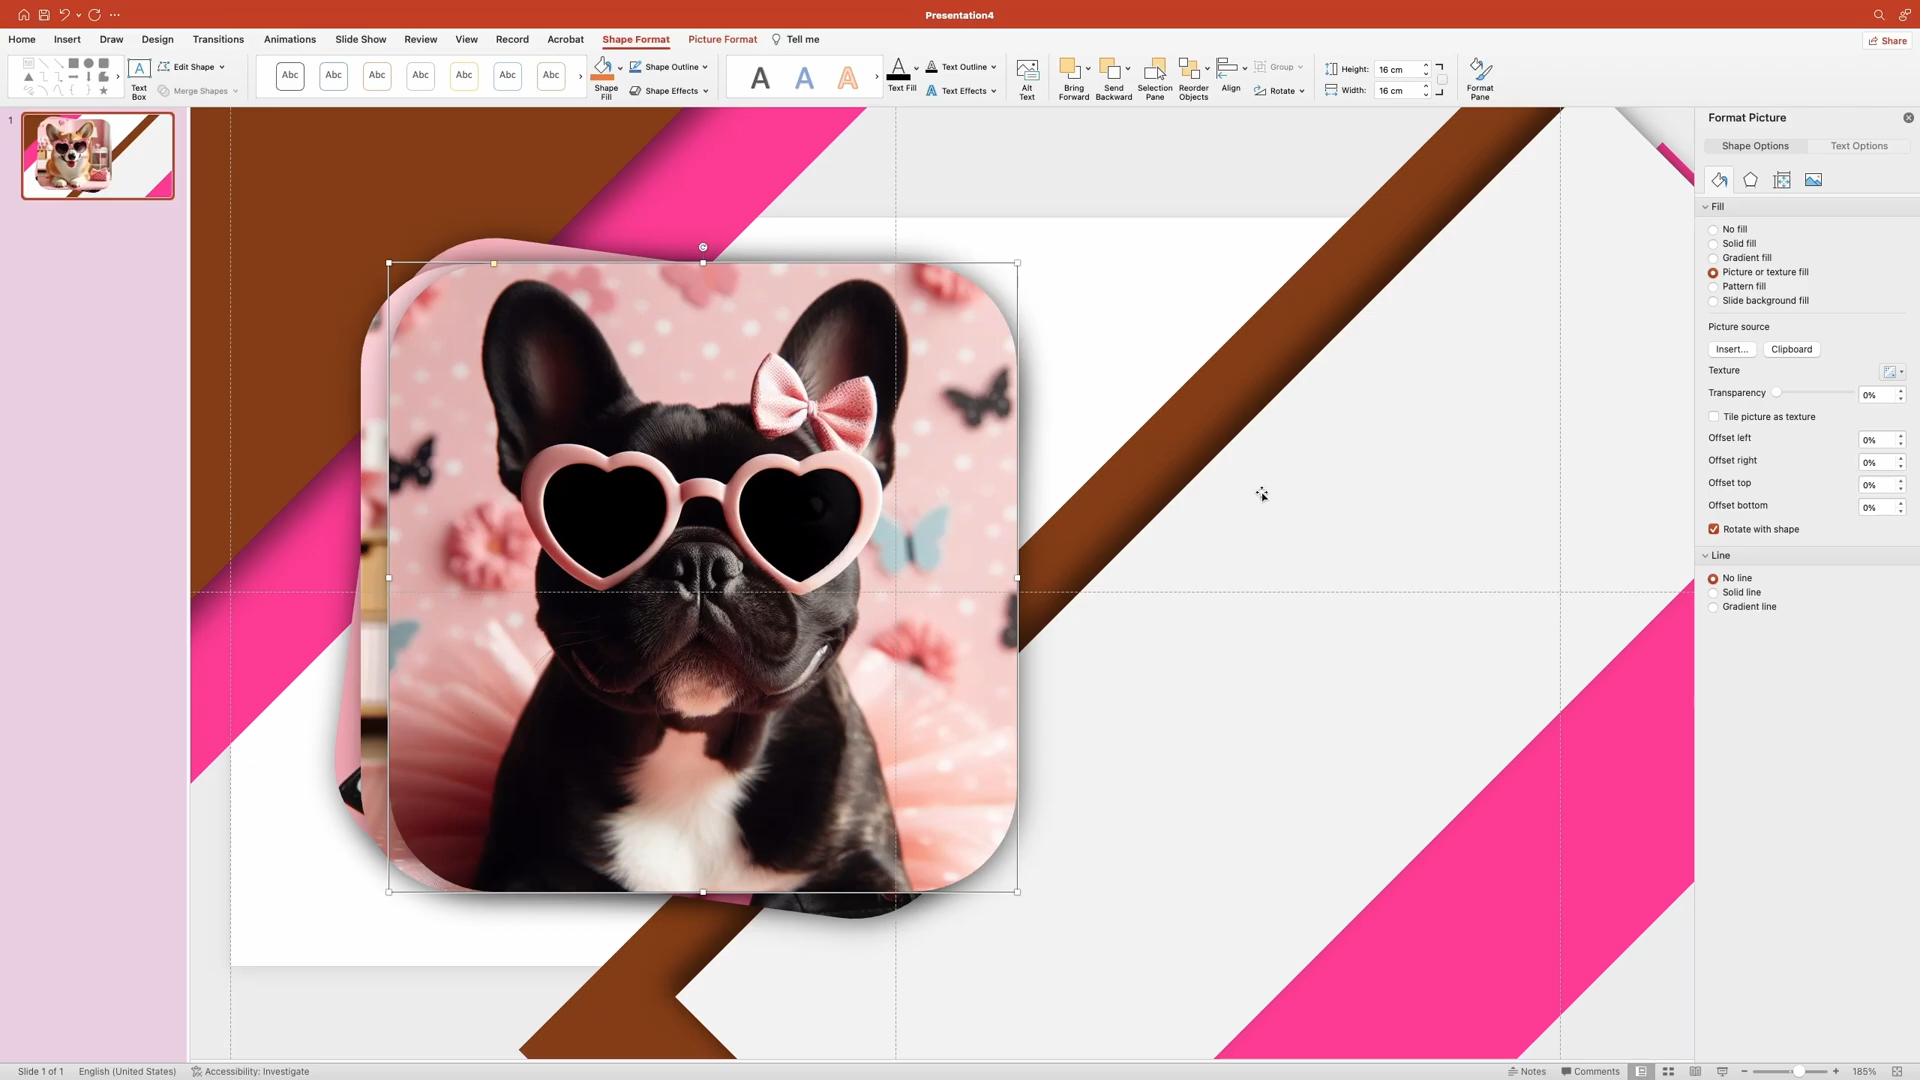 Presentation4
Home Insert Draw Design Transitions Animations Slide Show Review View Record Acrobat Shape Format Picture Format Tell me
Share
Text Box
Edit Shape
Merge Shapes
Abc Abc Abc Abc Abc Abc Abc
Shape Fill
Shape Outline
Shape Effects
A A A
Text Fill
Text Outline
Text Effects
Alt Text
Bring Forward
Send Backward
Selection Pane
Reorder Objects
Align
Group
Rotate
Height: 16 cm
Width: 16 cm
Format Pane
1
Format Picture
Shape Options Text Options
Fill
No fill
Solid fill
Gradient fill
Picture or texture fill
Pattern fill
Slide background fill
Picture source
Insert... Clipboard
Texture
Transparency 0%
Tile picture as texture
Offset left 0%
Offset right 0%
Offset top 0%
Offset bottom 0%
Rotate with shape
Line
No line
Solid line
Gradient line
Slide 1 of 1 English (United States) Accessibility: Investigate Notes Comments 185%